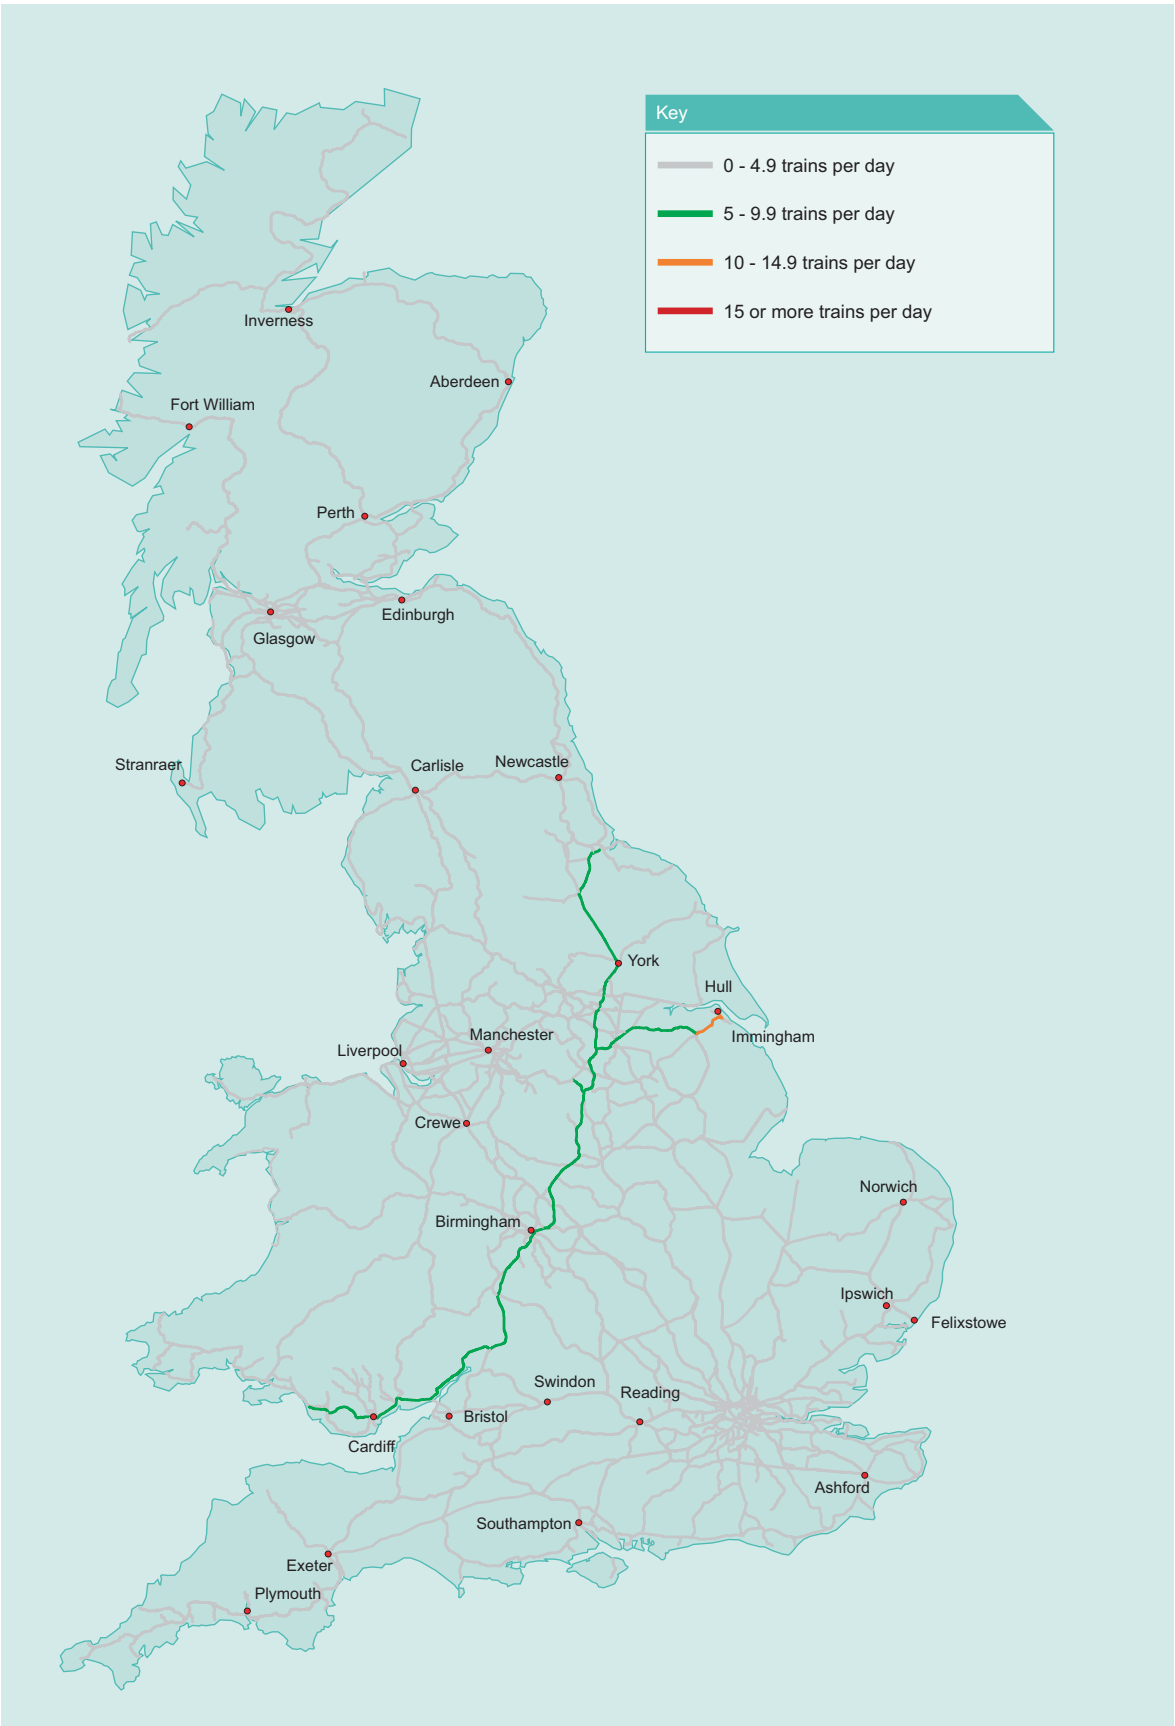 Key
0 - 4.9 trains per day
5 - 9.9 trains per day
10 - 14.9 trains per day
15 or more trains per day
Inverness
Aberdeen
Fort William
Perth
Edinburgh
Glasgow
Stranraer
Carlisle
Newcastle
York
Hull
Immingham
Manchester
Liverpool
Crewe
Norwich
Birmingham
Ipswich
Felixstowe
Swindon
Reading
Bristol
Cardiff
Ashford
Southampton
Exeter
Plymouth